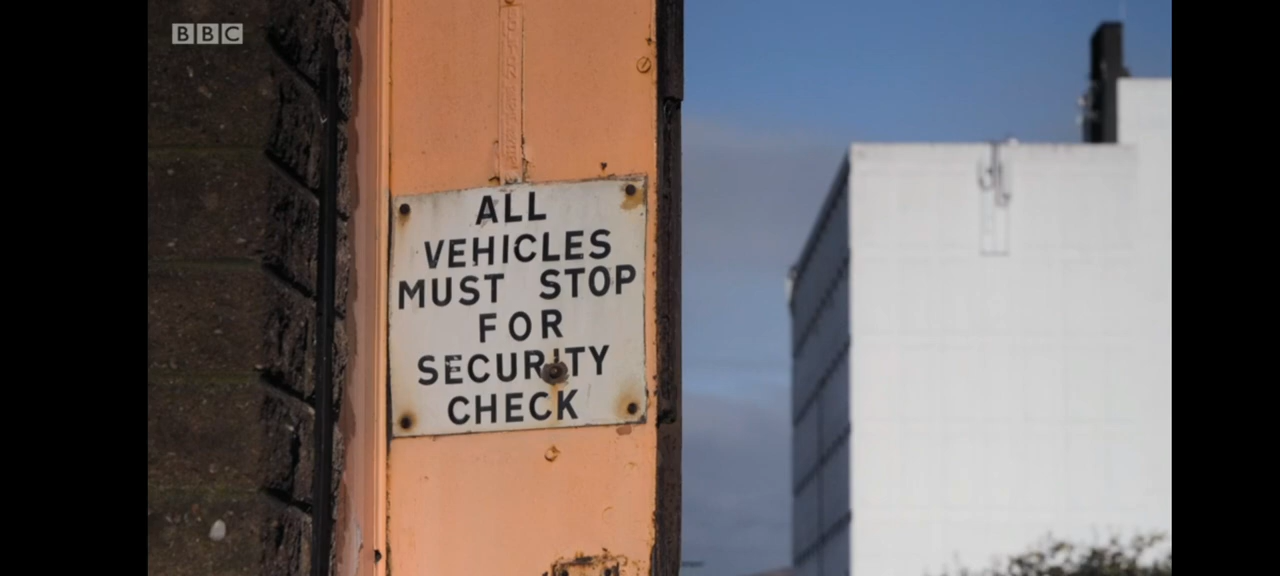 BBC
ALL
VEHICLES
MUST STOP
FOR
SECURITY
CHECK